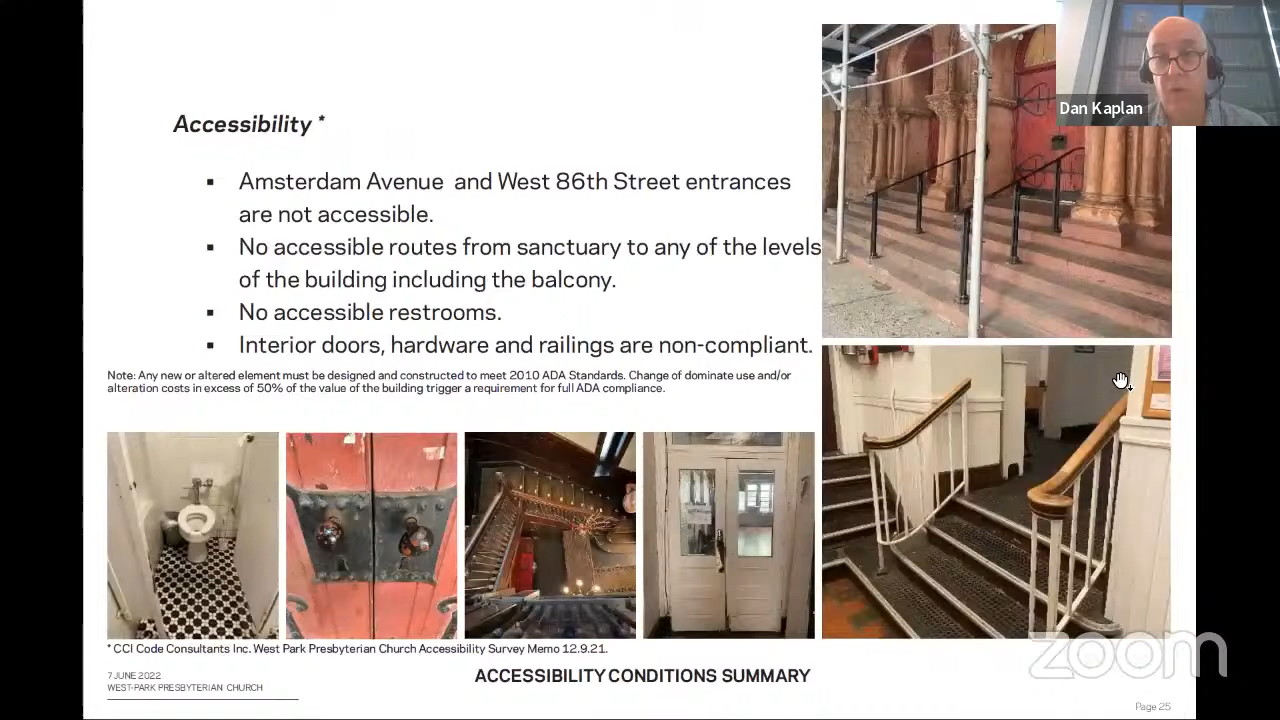 Dan Kaplan
Accessibility *
▪ Amsterdam Avenue and West 86th Street entrances
are not accessible.
▪ No accessible routes from sanctuary to any of the levels
of the building including the balcony.
▪ No accessible restrooms.
▪ Interior doors, hardware and railings are non-compliant.
Note: Any new or altered element must be designed and constructed to meet 2010 ADA Standards. Change of dominate use and/or
alteration costs in excess of 50% of the value of the building trigger a requirement for full ADA compliance.
* CCI Code Consultants Inc. West Park Presbyterian Church Accessibility Survey Memo 12.9.21.
7 JUNE 2022
WEST-PARK PRESBYTERIAN CHURCH
ACCESSIBILITY CONDITIONS SUMMARY
zoom
Page 25